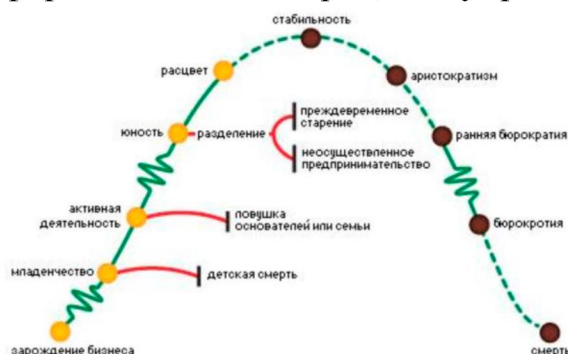 стабильность
расцвет
аристократизм
юность
разделение
преждевременное
старение
ранняя бюрократия
неосуществленное
предпринимательство
активная
деятельность
ловушка
основателей или семьи
бюрокротия
младенчество
детская смерть
зарождение бизнеса
смерть